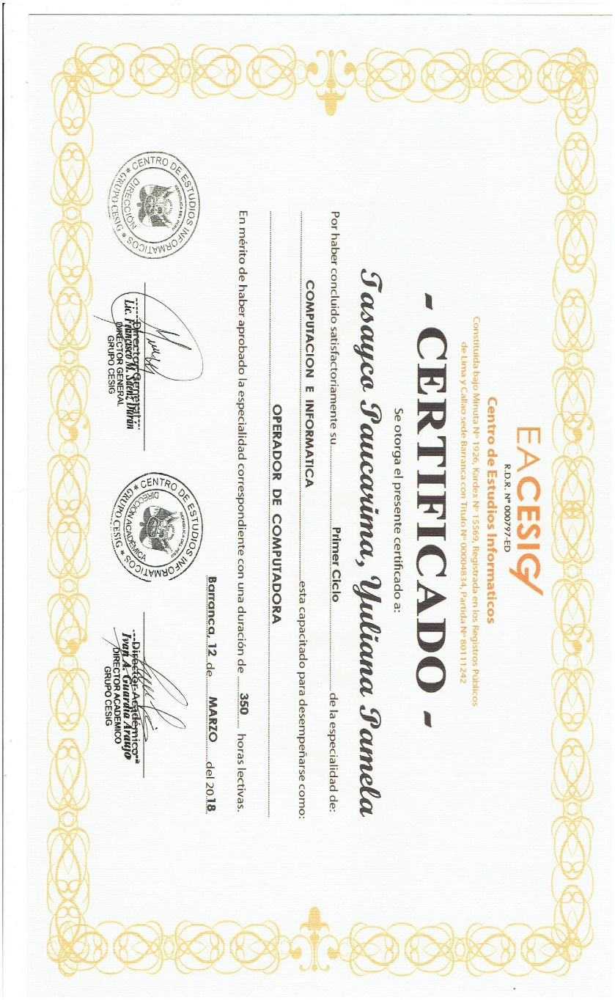 EACESIG
R.D.R. Nº 000797-ED
Centro de Estudios Informaticos
Constituida bajo Minuta Nº 1926, Kardex Nº 15569, Registrada en los Registros Públicos
de Lima y Callao sede Barranca con Titulo Nº 00004834, Partida Nº 80111242
- CERTIFICADO -
Se otorga el presente certificado a:
Tasayco Paucarima, Yuliana Pamela
Por haber concluido satisfactoriamente su Primer Ciclo de la especialidad de:
COMPUTACION E INFORMATICA esta capacitado para desempeñarse como:
OPERADOR DE COMPUTADORA
En mérito de haber aprobado la especialidad correspondiente con una duración de 350 horas lectivas.
Barranca, 12 de MARZO del 2018
CENTRO DE ESTUDIOS INFORMATICOS
REPUBLICA DEL PERU
DIRECCIÓN
* GRUPO CESIG *
Director General
Lic. Francisco M. Sáenz Durán
DIRECTOR GENERAL
GRUPO CESIG
CENTRO DE ESTUDIOS INFORMATICOS
REPUBLICA DEL PERU
DIRECCIÓN ACADÉMICA
* GRUPO CESIG *
Director Académico
Ivan A. Guardia Araujo
DIRECTOR ACADEMICO
GRUPO CESIG